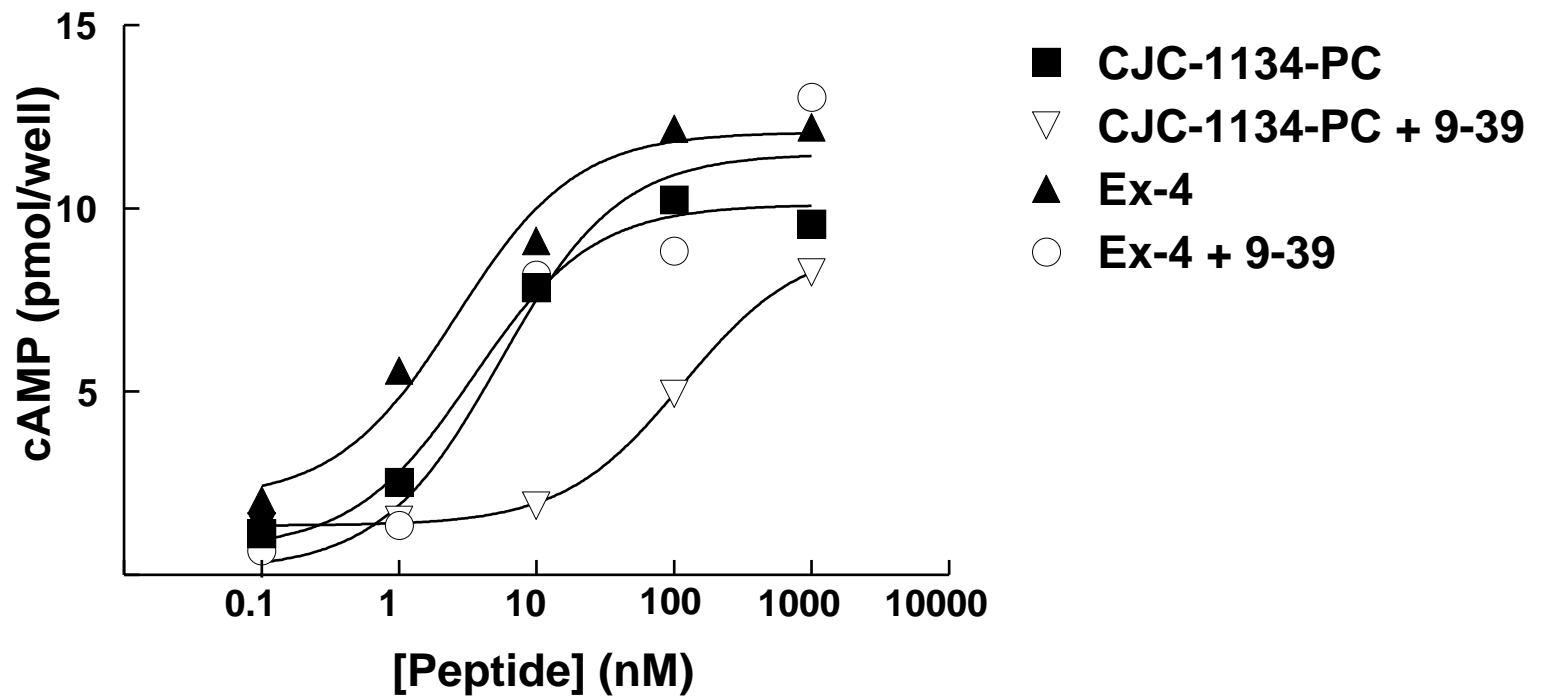 cAMP (pmol/well)
15
10
5
0.1 1 10 100 1000 10000
[Peptide] (nM)
CJC-1134-PC
CJC-1134-PC + 9-39
Ex-4
Ex-4 + 9-39